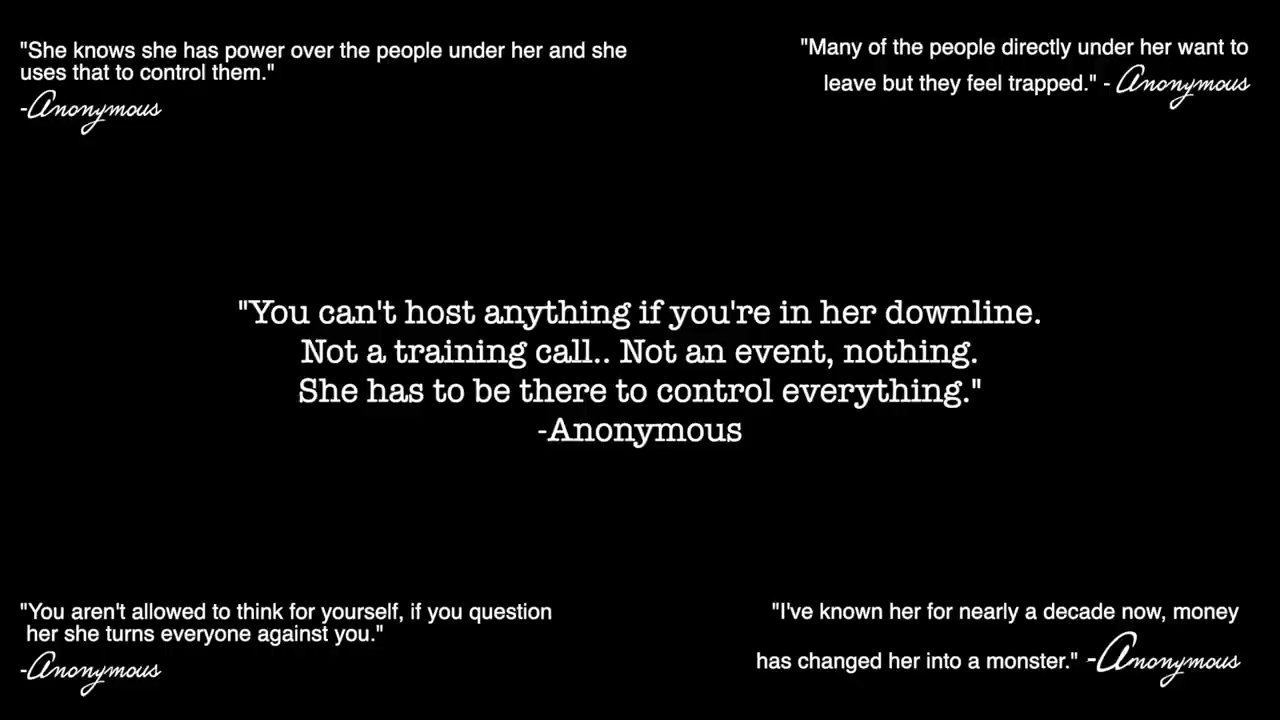 "She knows she has power over the people under her and she
uses that to control them."
-Anonymous
"Many of the people directly under her want to
leave but they feel trapped." - Anonymous
"You can't host anything if you're in her downline.
Not a training call.. Not an event, nothing.
She has to be there to control everything."
-Anonymous
"You aren't allowed to think for yourself, if you question
her she turns everyone against you."
-Anonymous
"I've known her for nearly a decade now, money
has changed her into a monster." -Anonymous